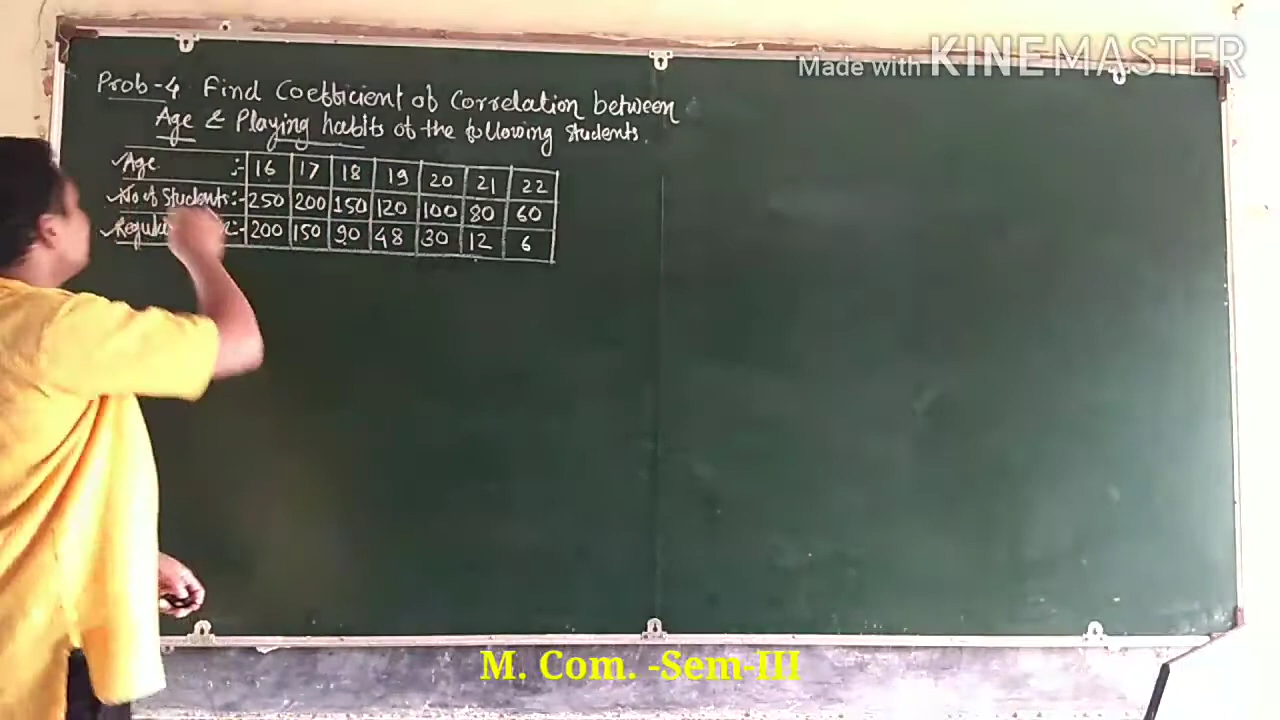 Made with KINEMASTER
Prob-4 Find Coefficient of Correlation between
Age & Playing habits of the following students.
Age :- 16 17 18 19 20 21 22
No of Students :- 250 200 150 120 100 80 60
:- 200 150 90 48 30 12 6
M. Com. -Sem-III